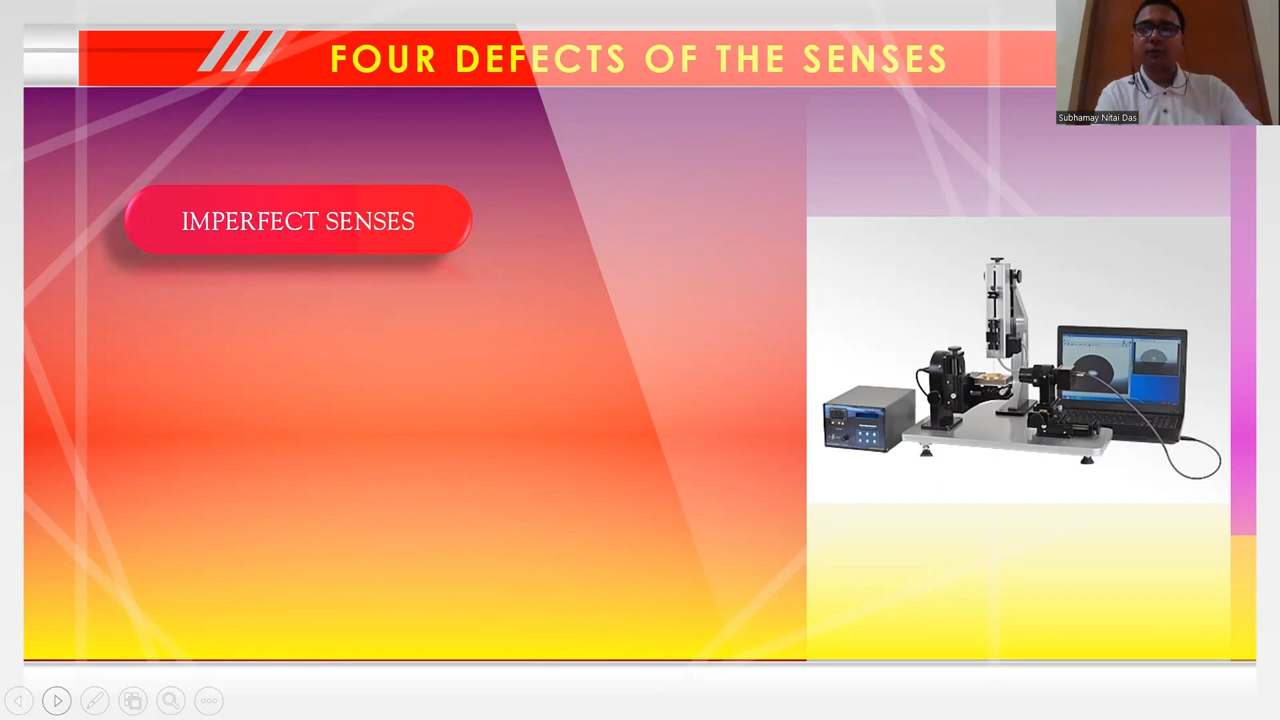 FOUR DEFECTS OF THE SENSES
Subhamay Nitai Das
IMPERFECT SENSES